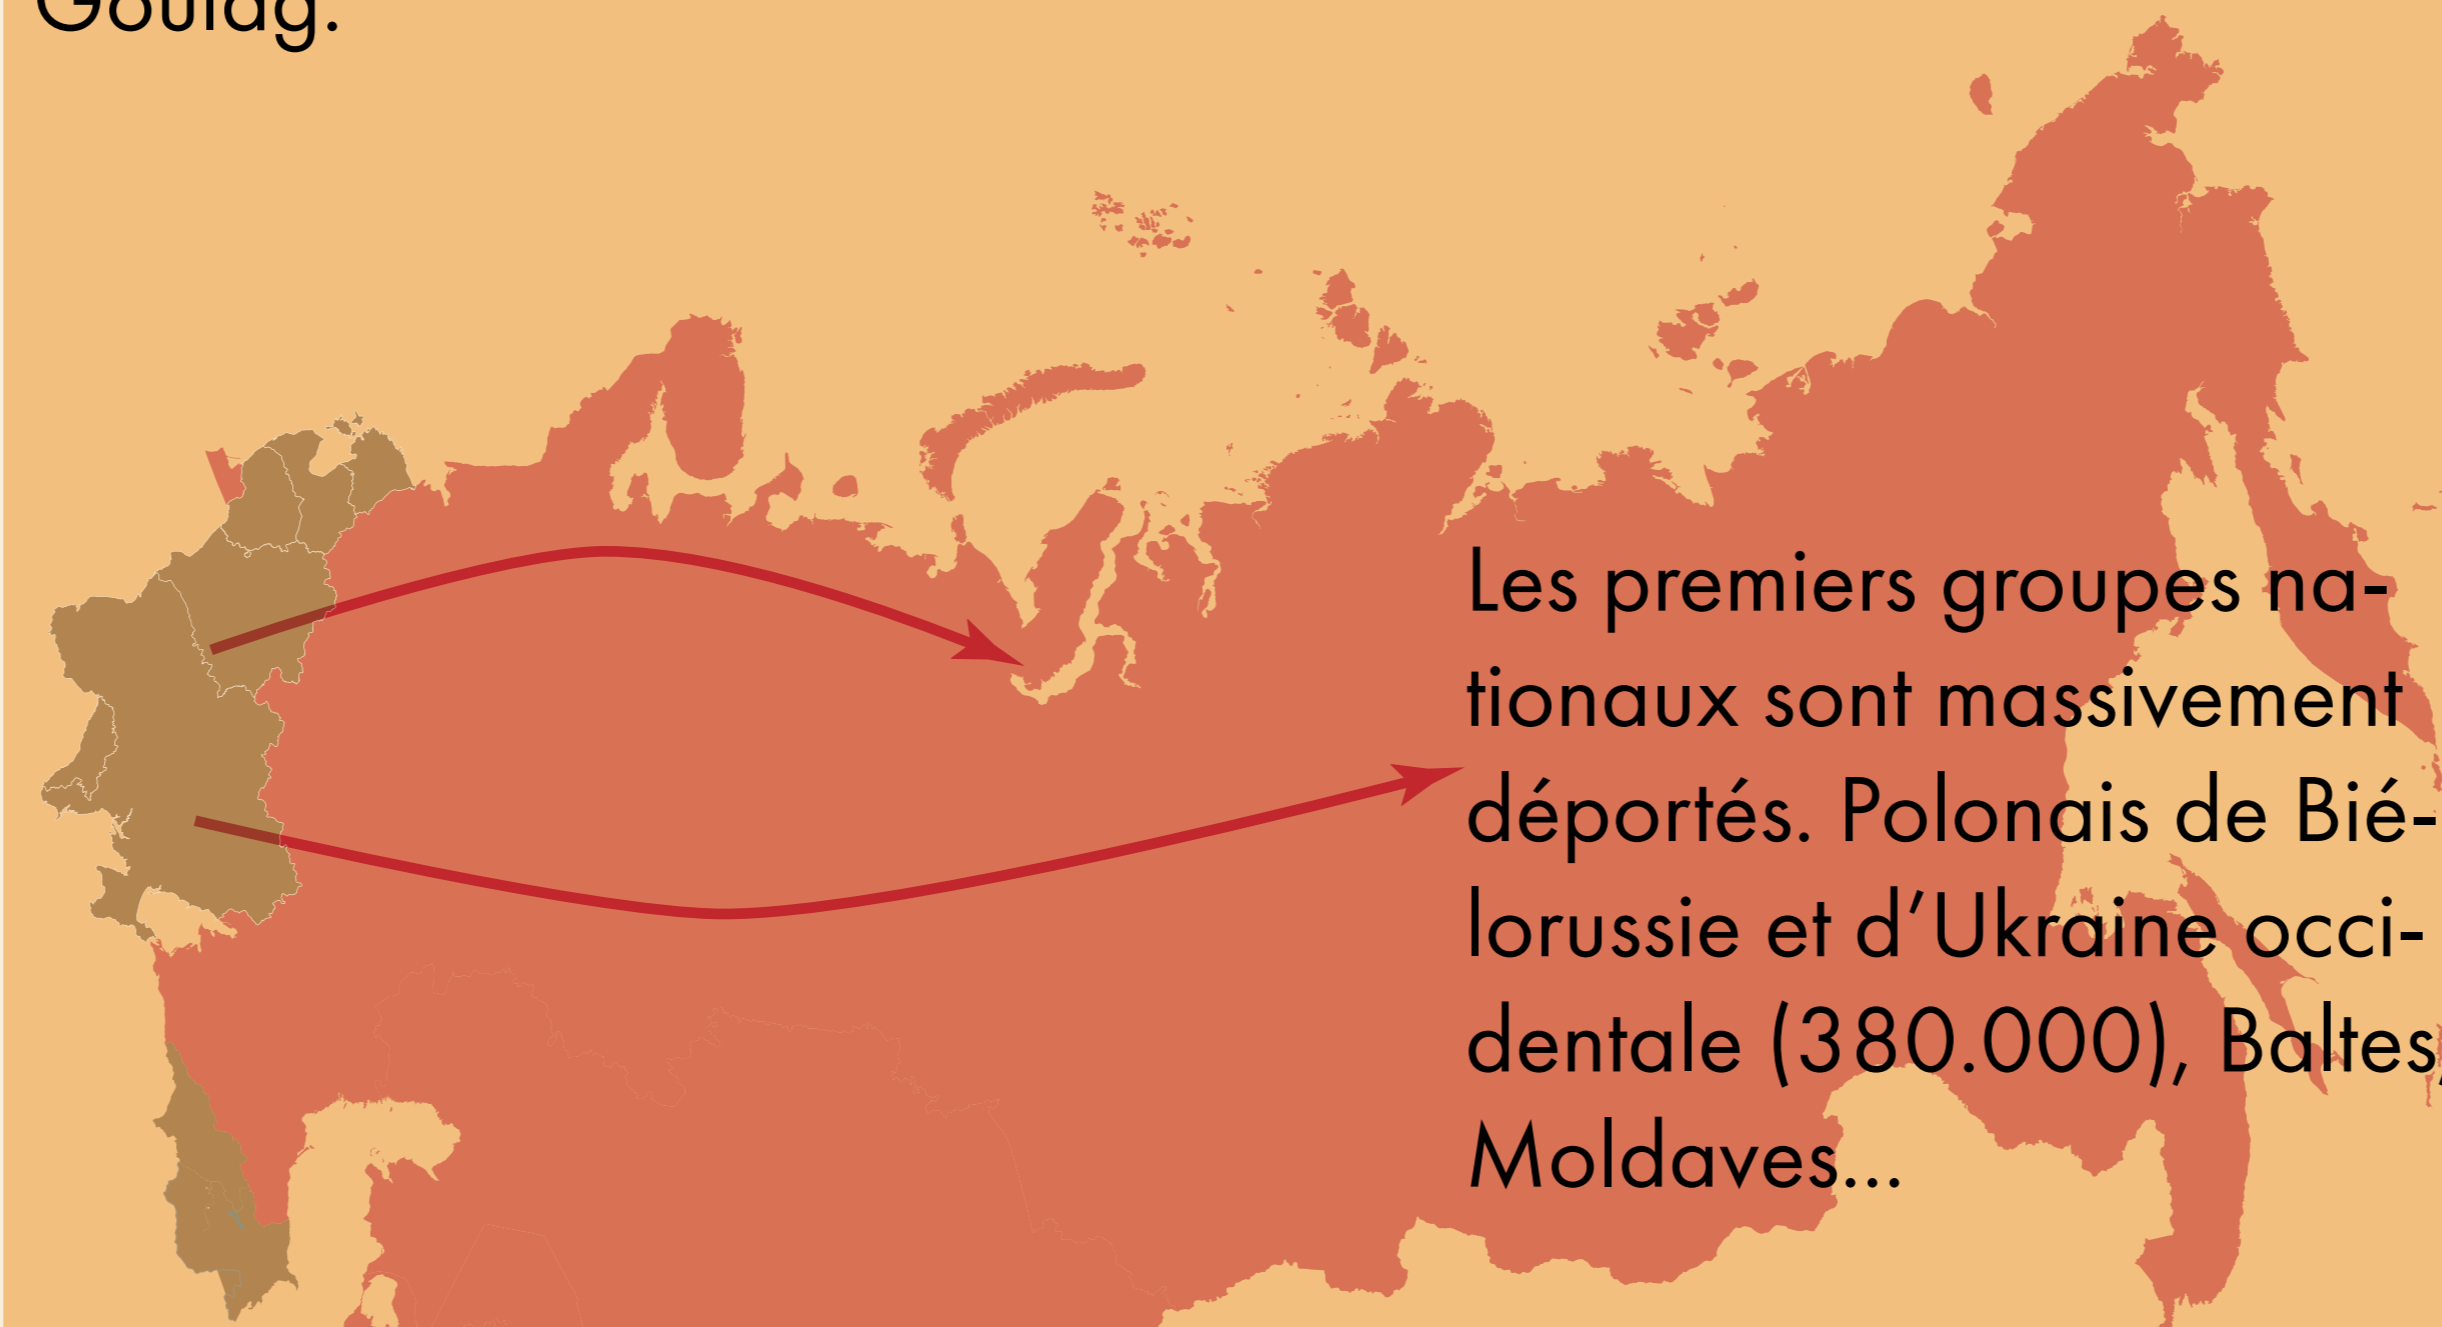 Goulag.
Les premiers groupes na-
tionaux sont massivement
déportés. Polonais de Bié-
lorussie et d’Ukraine occi-
dentale (380.000), Baltes,
Moldaves...